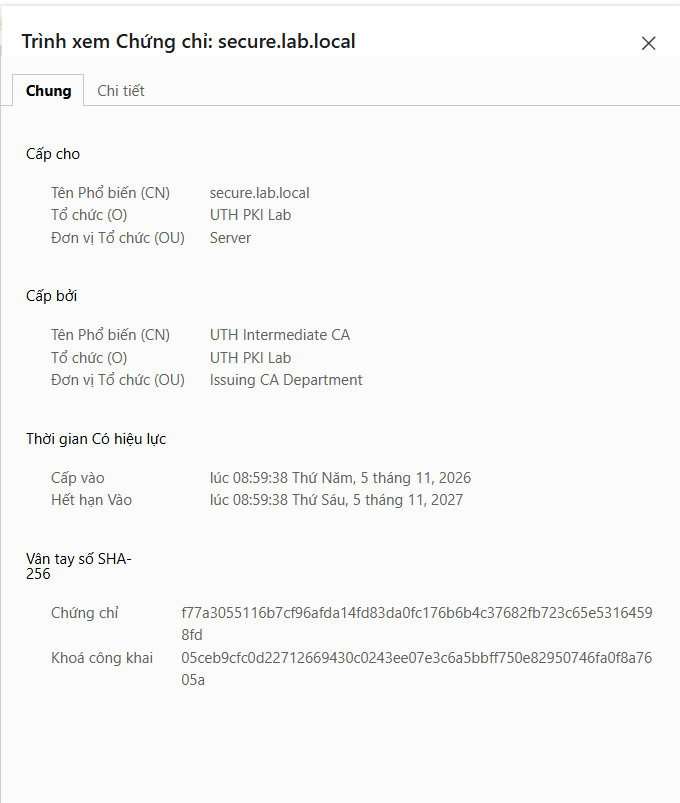 Trình xem Chứng chỉ: secure.lab.local
Chung
Chi tiết
Cấp cho
Tên Phổ biến (CN) secure.lab.local
Tổ chức (O) UTH PKI Lab
Đơn vị Tổ chức (OU) Server
Cấp bởi
Tên Phổ biến (CN) UTH Intermediate CA
Tổ chức (O) UTH PKI Lab
Đơn vị Tổ chức (OU) Issuing CA Department
Thời gian Có hiệu lực
Cấp vào lúc 08:59:38 Thứ Năm, 5 tháng 11, 2026
Hết hạn Vào lúc 08:59:38 Thứ Sáu, 5 tháng 11, 2027
Vân tay số SHA-
256
Chứng chỉ f77a3055116b7cf96afda14fd83da0fc176b6b4c37682fb723c65e5316459
8fd
Khoá công khai 05ceb9cfc0d22712669430c0243ee07e3c6a5bbff750e82950746fa0f8a76
05a